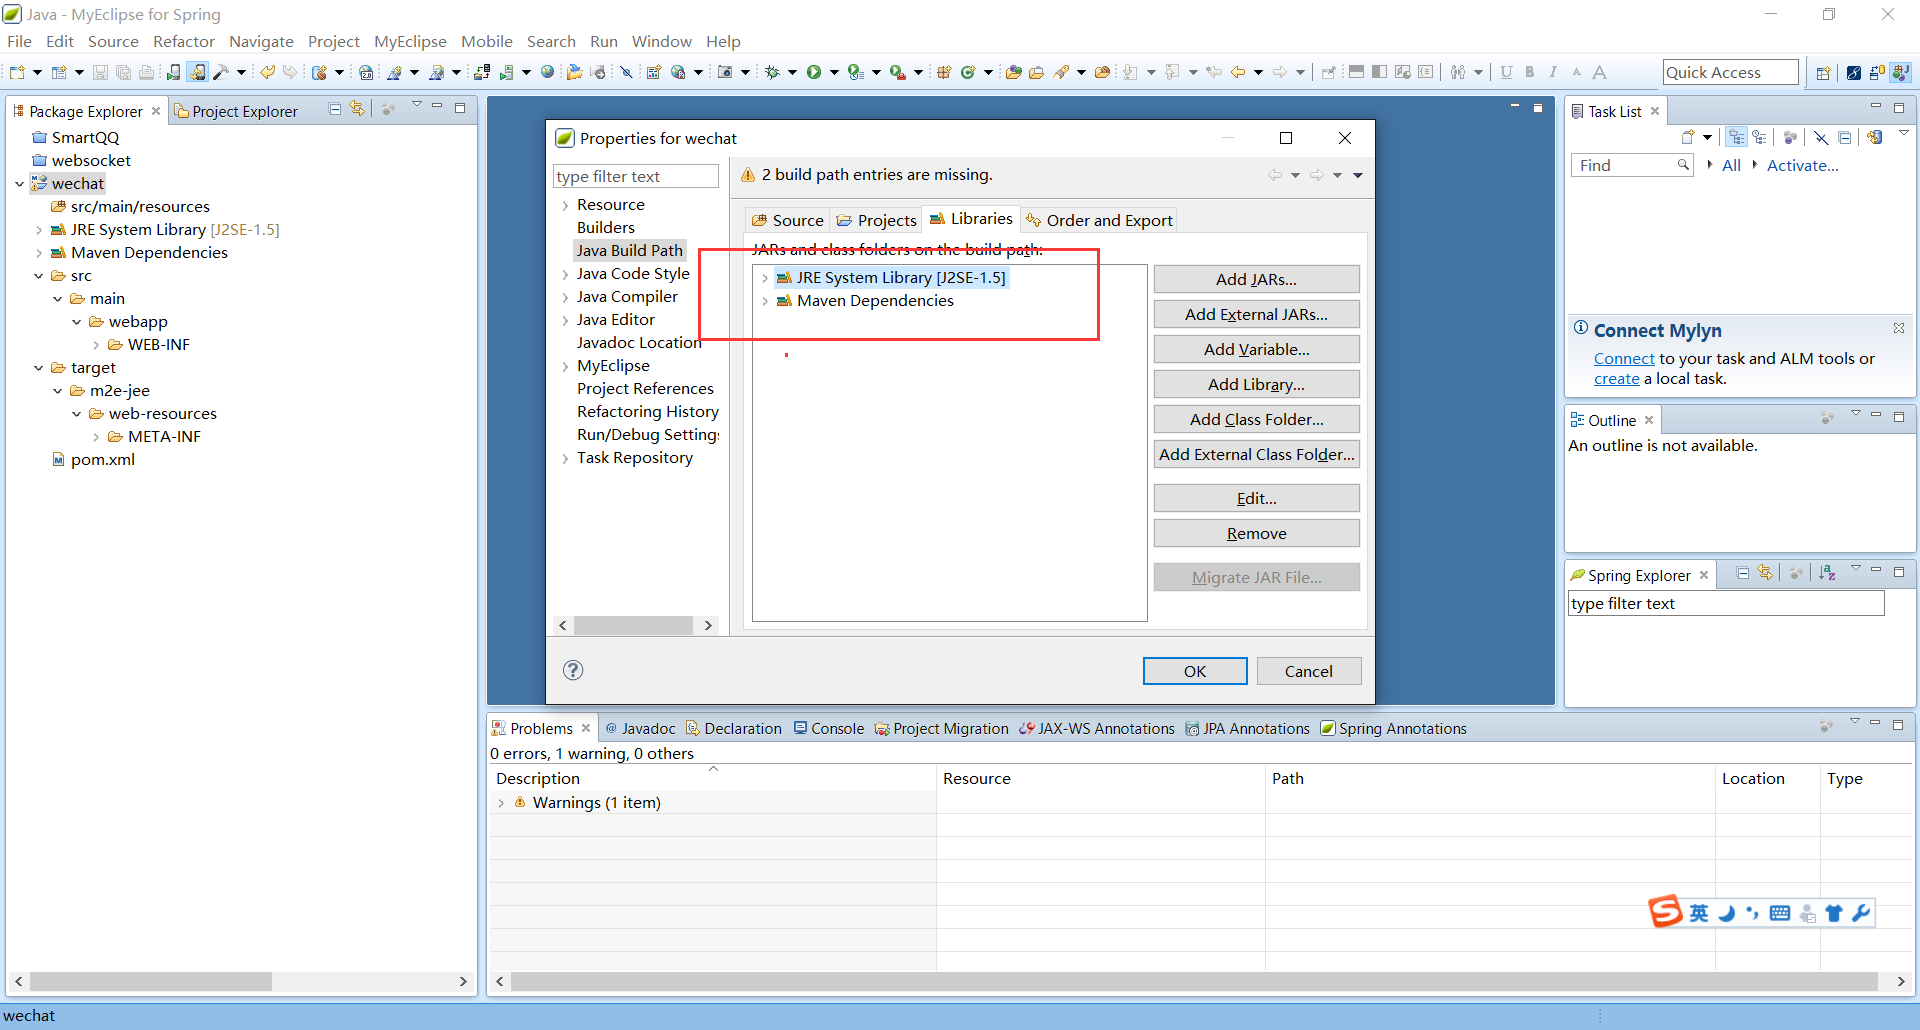 Java - MyEclipse for Spring
File Edit Source Refactor Navigate Project MyEclipse Mobile Search Run Window Help
Quick Access
Package Explorer
Project Explorer
SmartQQ
websocket
wechat
src/main/resources
JRE System Library [J2SE-1.5]
Maven Dependencies
src
main
webapp
WEB-INF
target
m2e-jee
web-resources
META-INF
pom.xml
Properties for wechat
type filter text
Resource
Builders
Java Build Path
Java Code Style
Java Compiler
Java Editor
Javadoc Location
MyEclipse
Project References
Refactoring History
Run/Debug Settings
Task Repository
2 build path entries are missing.
Source Projects Libraries Order and Export
JARs and class folders on the build path:
JRE System Library [J2SE-1.5]
Maven Dependencies
Add JARs...
Add External JARs...
Add Variable...
Add Library...
Add Class Folder...
Add External Class Folder...
Edit...
Remove
Migrate JAR File...
OK
Cancel
Task List
Find
All
Activate...
Connect Mylyn
Connect to your task and ALM tools or
create a local task.
Outline
An outline is not available.
Spring Explorer
type filter text
Problems @ Javadoc Declaration Console Project Migration JAX-WS Annotations JPA Annotations Spring Annotations
0 errors, 1 warning, 0 others
Description Resource Path Location Type
Warnings (1 item)
英
wechat